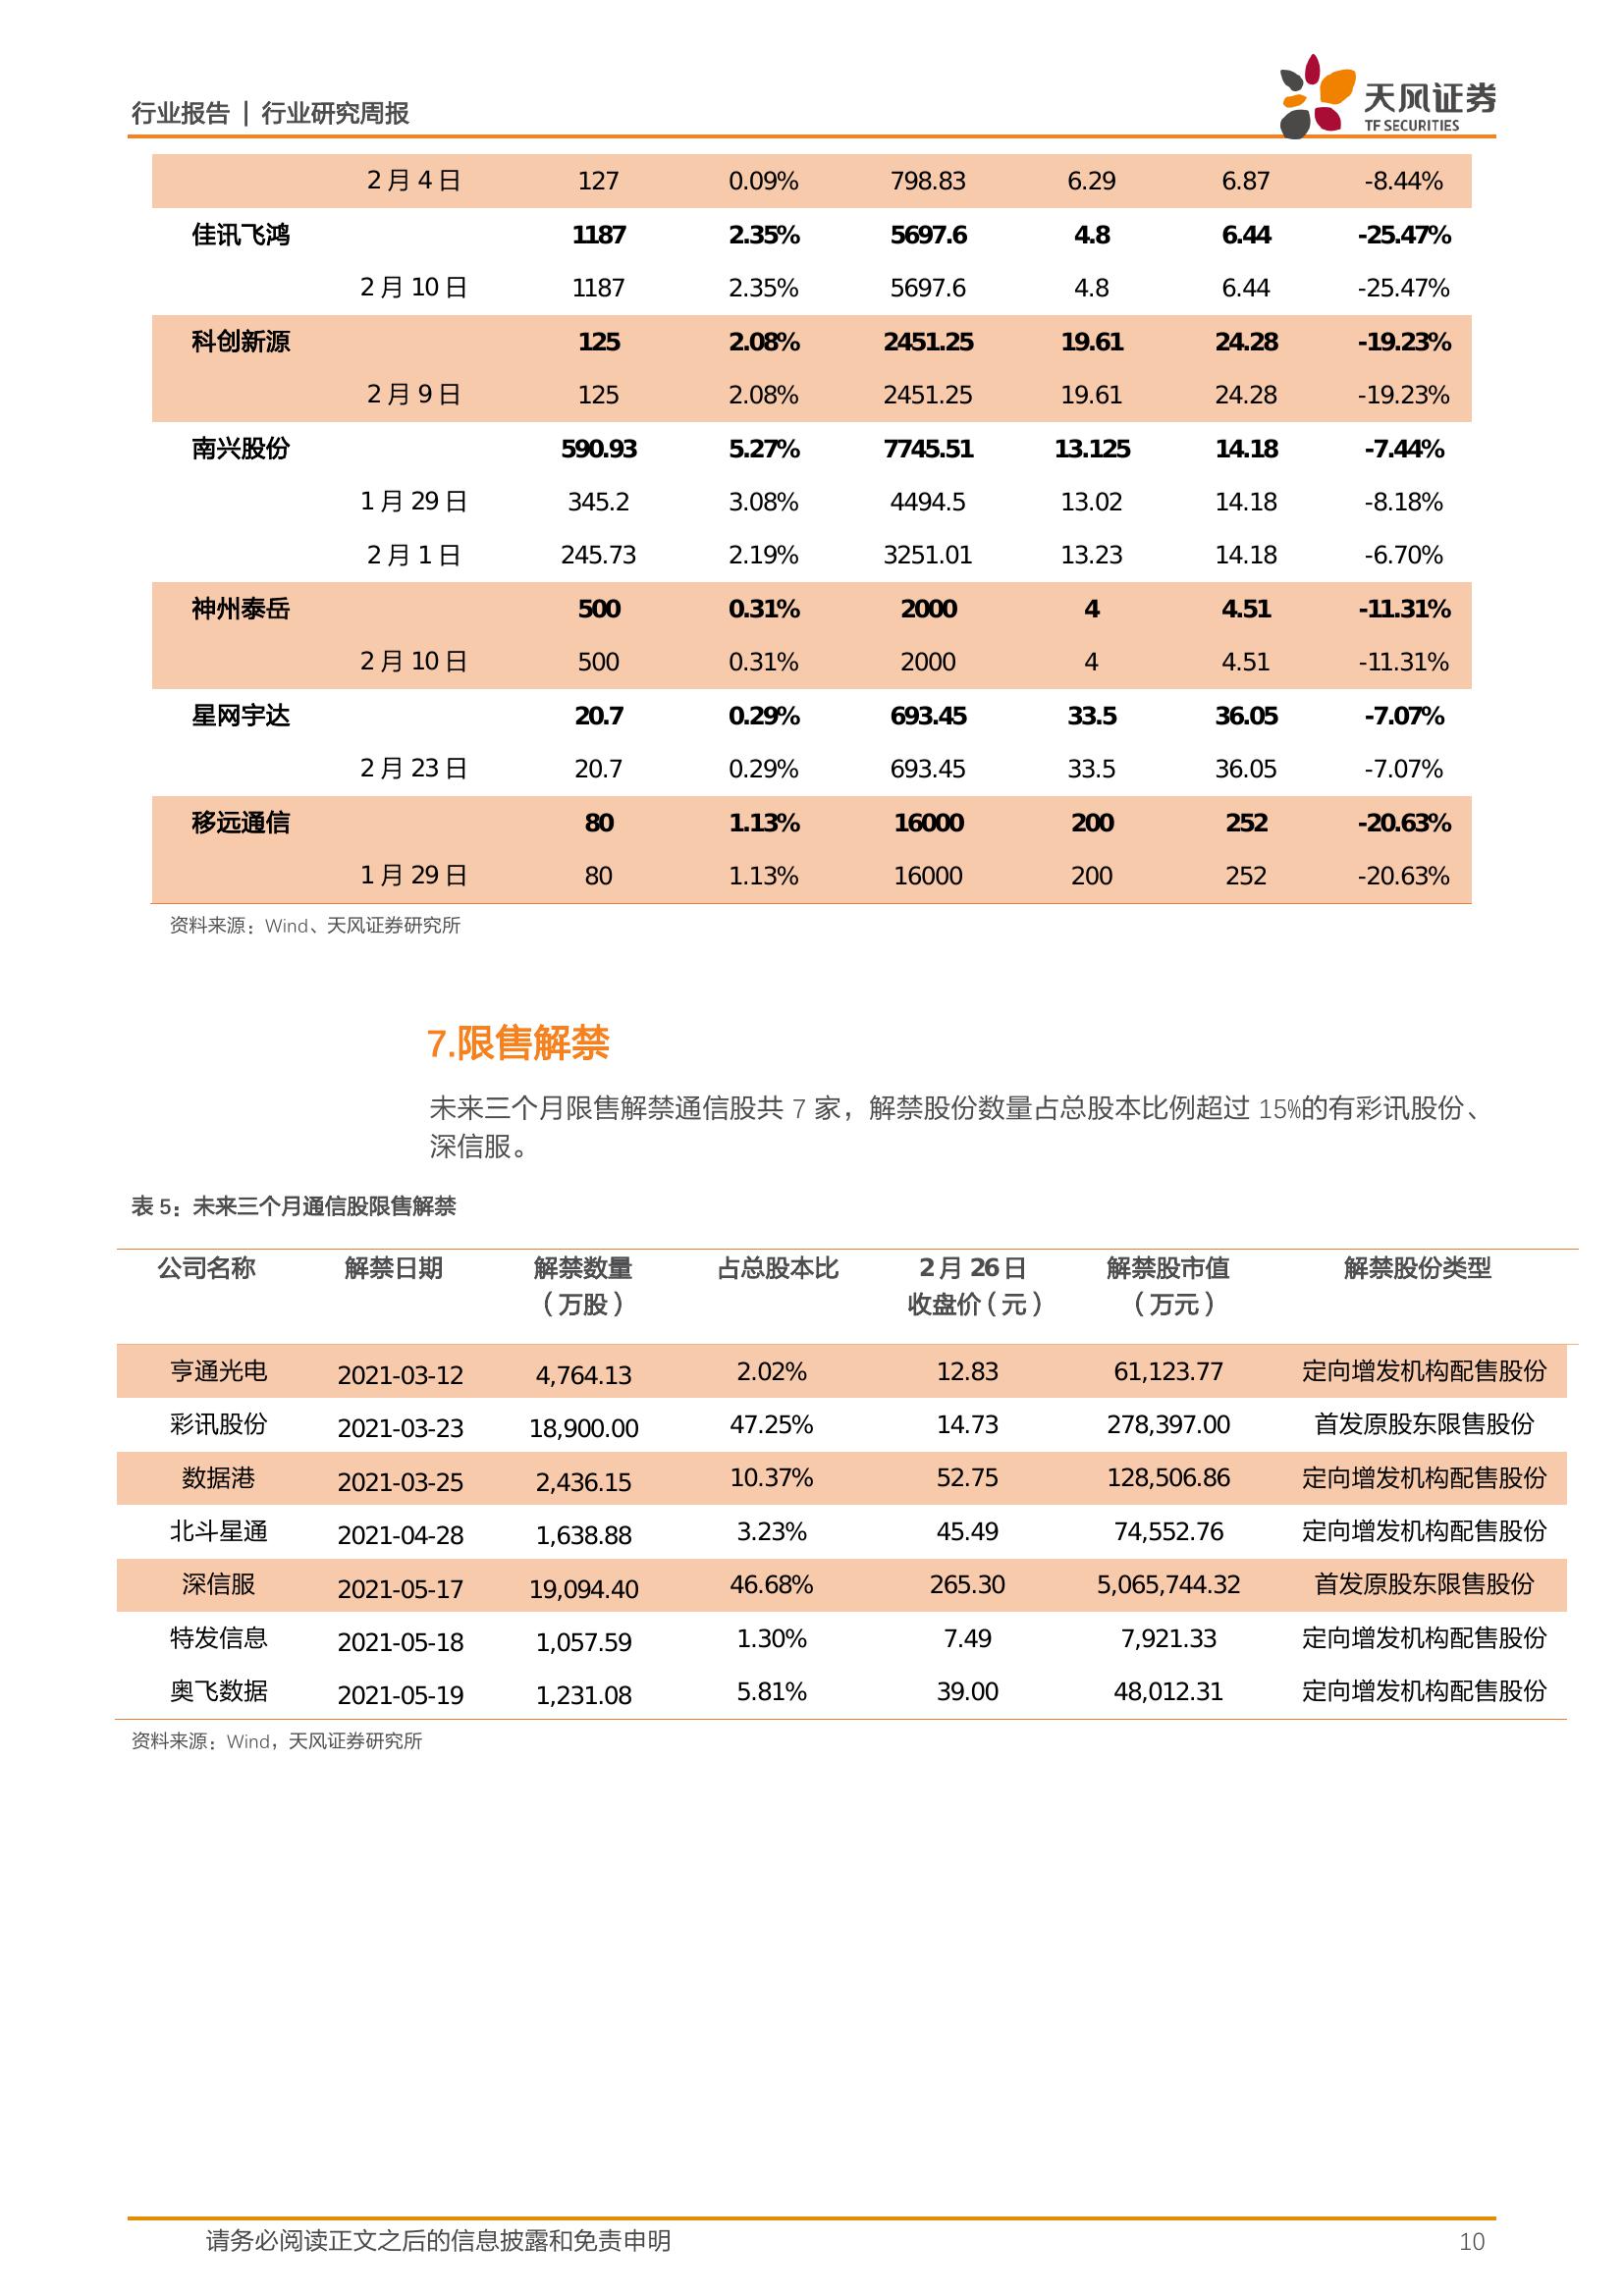 行业报告 | 行业研究周报
天风证券
TF SECURITIES
2 月 4 日 127 0.09% 798.83 6.29 6.87 -8.44%
佳讯飞鸿 1187 2.35% 5697.6 4.8 6.44 -25.47%
2 月 10 日 1187 2.35% 5697.6 4.8 6.44 -25.47%
科创新源 125 2.08% 2451.25 19.61 24.28 -19.23%
2 月 9 日 125 2.08% 2451.25 19.61 24.28 -19.23%
南兴股份 590.93 5.27% 7745.51 13.125 14.18 -7.44%
1 月 29 日 345.2 3.08% 4494.5 13.02 14.18 -8.18%
2 月 1 日 245.73 2.19% 3251.01 13.23 14.18 -6.70%
神州泰岳 500 0.31% 2000 4 4.51 -11.31%
2 月 10 日 500 0.31% 2000 4 4.51 -11.31%
星网宇达 20.7 0.29% 693.45 33.5 36.05 -7.07%
2 月 23 日 20.7 0.29% 693.45 33.5 36.05 -7.07%
移远通信 80 1.13% 16000 200 252 -20.63%
1 月 29 日 80 1.13% 16000 200 252 -20.63%
资料来源：Wind、天风证券研究所
7.限售解禁
未来三个月限售解禁通信股共 7 家，解禁股份数量占总股本比例超过 15%的有彩讯股份、
深信服。
表 5：未来三个月通信股限售解禁
公司名称 解禁日期 解禁数量 占总股本比 2 月 26 日 解禁股市值 解禁股份类型
（万股） 收盘价（元） （万元）
亨通光电 2021-03-12 4,764.13 2.02% 12.83 61,123.77 定向增发机构配售股份
彩讯股份 2021-03-23 18,900.00 47.25% 14.73 278,397.00 首发原股东限售股份
数据港 2021-03-25 2,436.15 10.37% 52.75 128,506.86 定向增发机构配售股份
北斗星通 2021-04-28 1,638.88 3.23% 45.49 74,552.76 定向增发机构配售股份
深信服 2021-05-17 19,094.40 46.68% 265.30 5,065,744.32 首发原股东限售股份
特发信息 2021-05-18 1,057.59 1.30% 7.49 7,921.33 定向增发机构配售股份
奥飞数据 2021-05-19 1,231.08 5.81% 39.00 48,012.31 定向增发机构配售股份
资料来源：Wind，天风证券研究所
请务必阅读正文之后的信息披露和免责申明 10